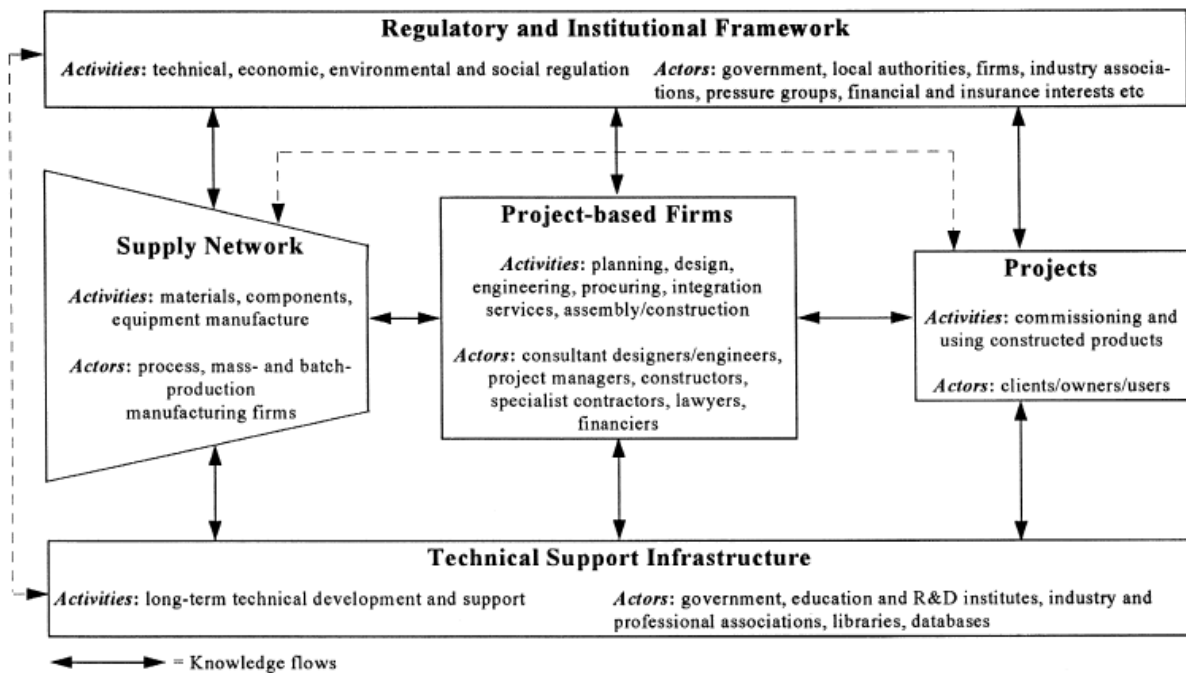 Regulatory and Institutional Framework
Activities: technical, economic, environmental and social regulation
Actors: government, local authorities, firms, industry associa-
tions, pressure groups, financial and insurance interests etc
Supply Network
Activities: materials, components,
equipment manufacture
Actors: process, mass- and batch-
production
manufacturing firms
Project-based Firms
Activities: planning, design,
engineering, procuring, integration
services, assembly/construction
Actors: consultant designers/engineers,
project managers, constructors,
specialist contractors, lawyers,
financiers
Projects
Activities: commissioning and
using constructed products
Actors: clients/owners/users
Technical Support Infrastructure
Activities: long-term technical development and support
Actors: government, education and R&D institutes, industry and
professional associations, libraries, databases
= Knowledge flows